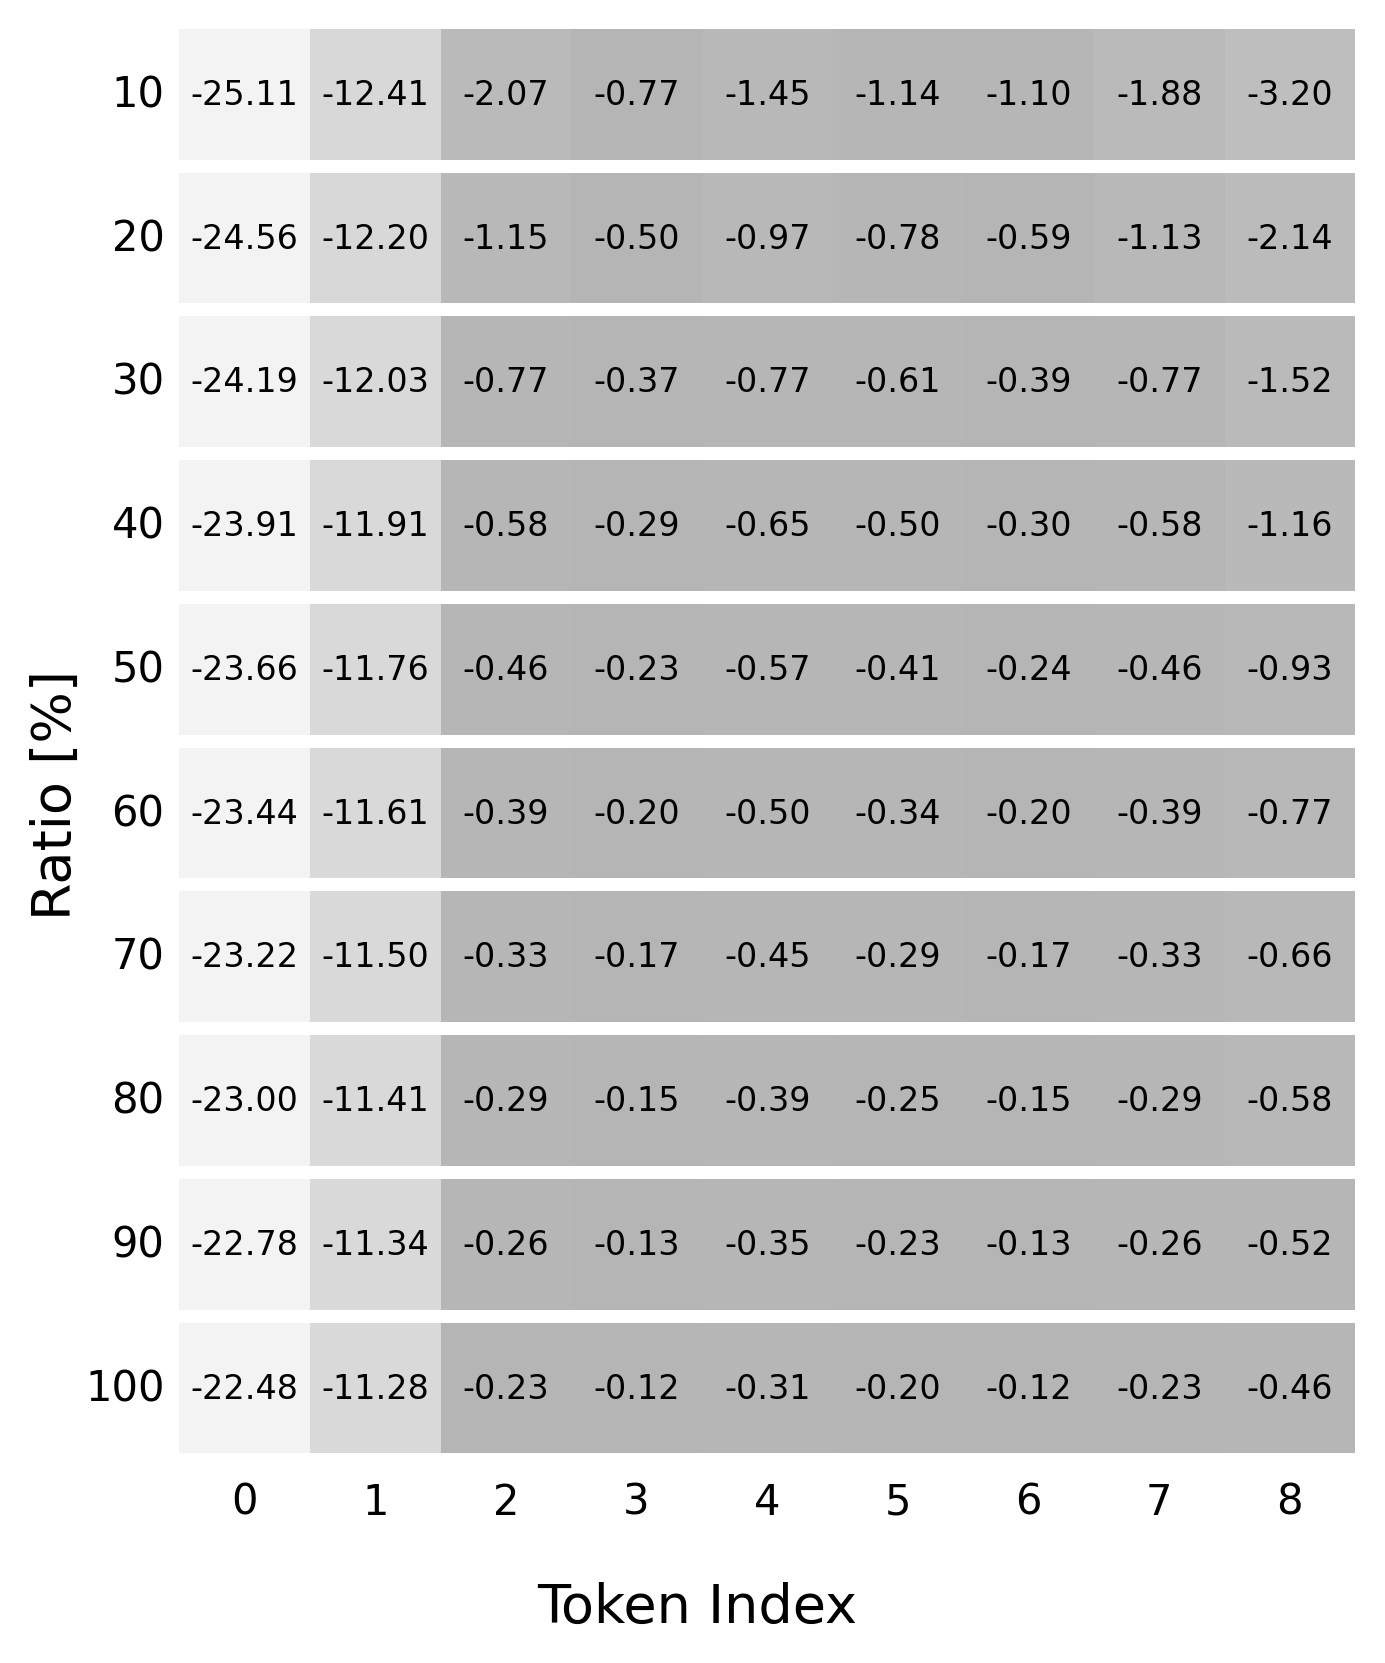 10 -25.11 -12.41 -2.07 -0.77 -1.45 -1.14 -1.10 -1.88 -3.20
20 -24.56 -12.20 -1.15 -0.50 -0.97 -0.78 -0.59 -1.13 -2.14
30 -24.19 -12.03 -0.77 -0.37 -0.77 -0.61 -0.39 -0.77 -1.52
40 -23.91 -11.91 -0.58 -0.29 -0.65 -0.50 -0.30 -0.58 -1.16
50 -23.66 -11.76 -0.46 -0.23 -0.57 -0.41 -0.24 -0.46 -0.93
60 -23.44 -11.61 -0.39 -0.20 -0.50 -0.34 -0.20 -0.39 -0.77
70 -23.22 -11.50 -0.33 -0.17 -0.45 -0.29 -0.17 -0.33 -0.66
80 -23.00 -11.41 -0.29 -0.15 -0.39 -0.25 -0.15 -0.29 -0.58
90 -22.78 -11.34 -0.26 -0.13 -0.35 -0.23 -0.13 -0.26 -0.52
100 -22.48 -11.28 -0.23 -0.12 -0.31 -0.20 -0.12 -0.23 -0.46
0 1 2 3 4 5 6 7 8
Token Index
Ratio [%]